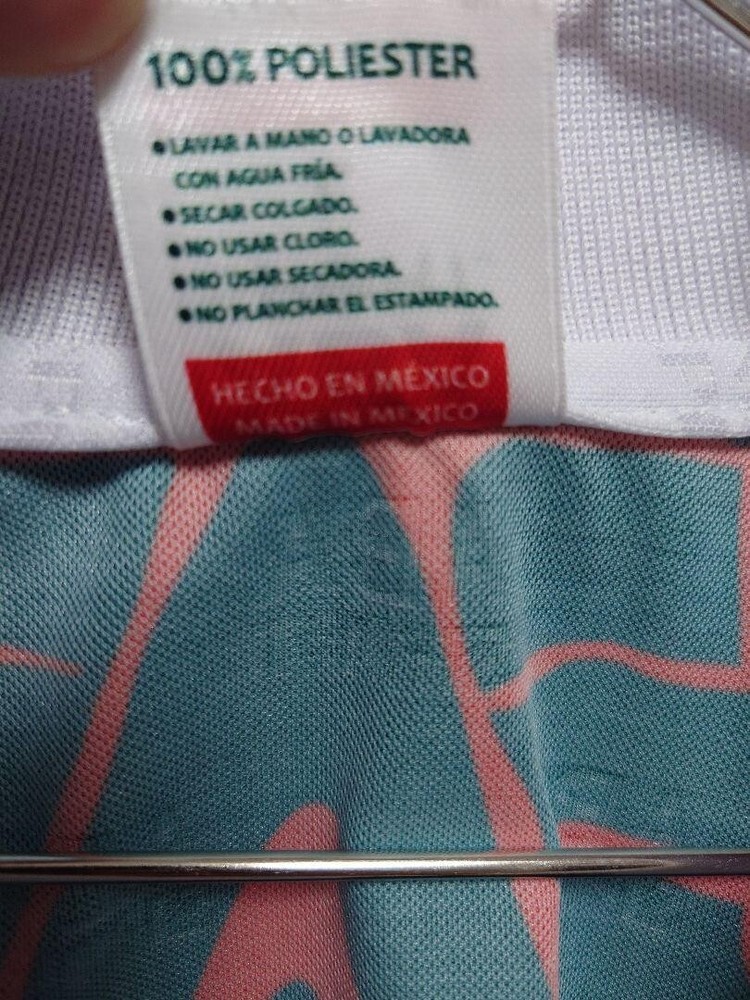 100% POLIESTER
•LAVAR A MANO O LAVADORA
CON AGUA FRÍA.
•SECAR COLGADO.
•NO USAR CLORO.
•NO USAR SECADORA.
•NO PLANCHAR EL ESTAMPADO.
HECHO EN MÉXICO
MADE IN MEXICO